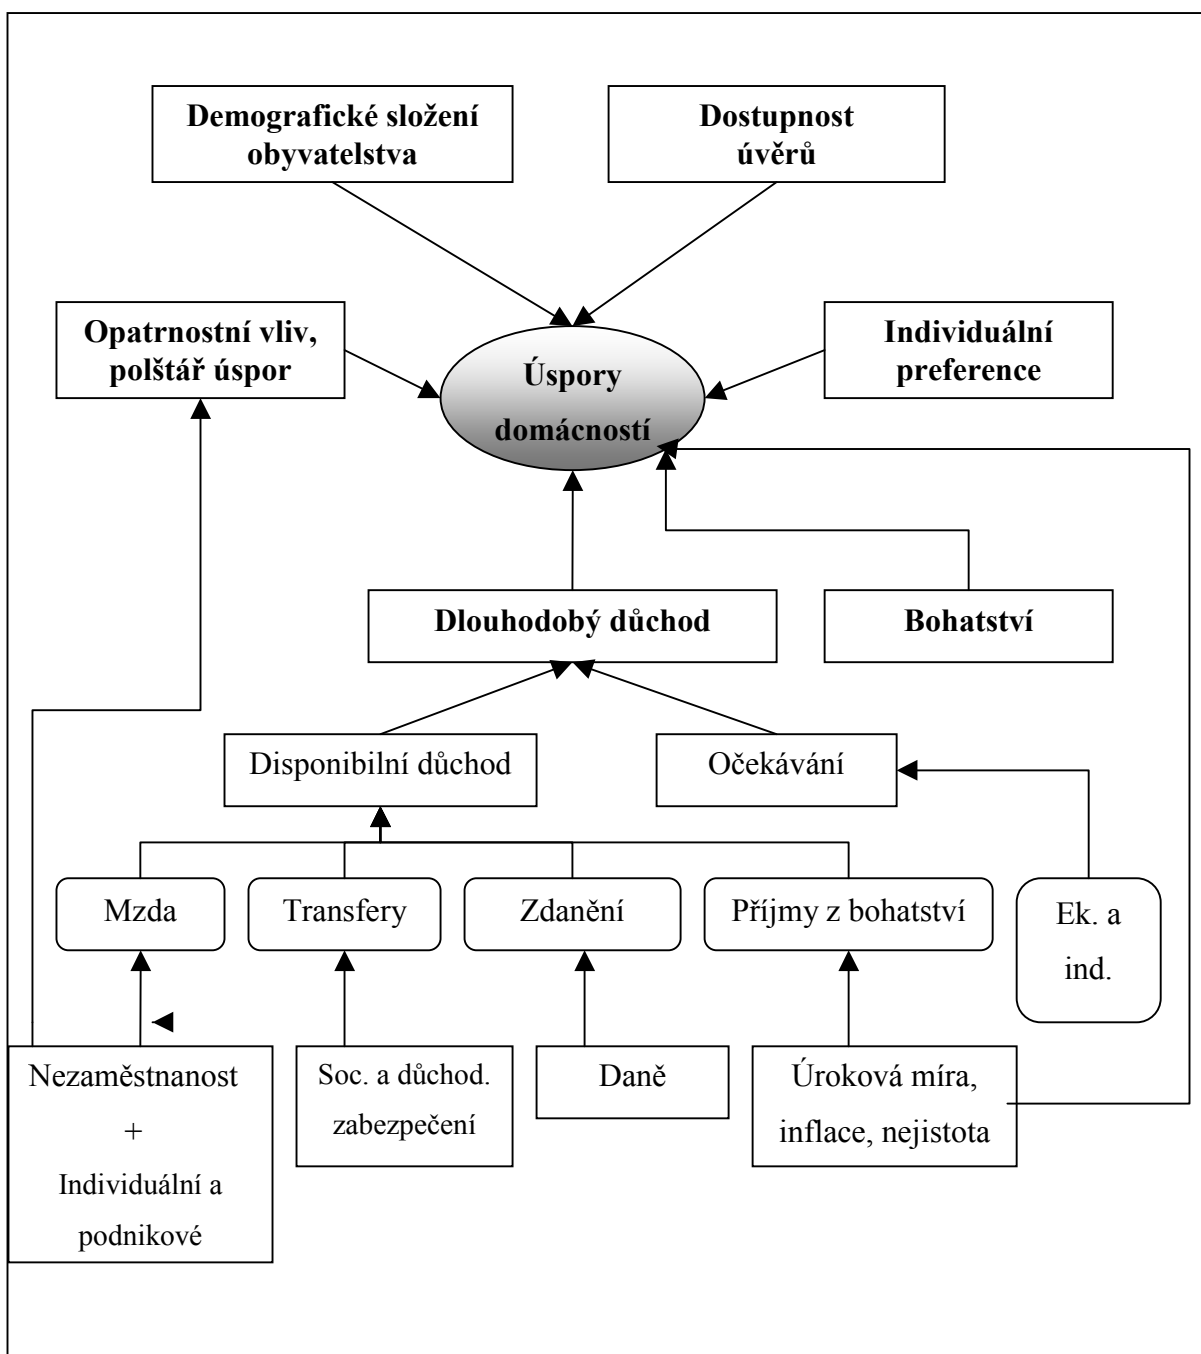 Demografické složení
obyvatelstva
Dostupnost
úvěrů
Opatrnostní vliv,
polštář úspor
Úspory
domácností
Individuální
preference
Dlouhodobý důchod
Bohatství
Disponibilní důchod
Očekávání
Mzda
Transfery
Zdanění
Příjmy z bohatství
Ek. a
ind.
Nezaměstnanost
+
Individuální a
podnikové
Soc. a důchod.
zabezpečení
Daně
Úroková míra,
inflace, nejistota